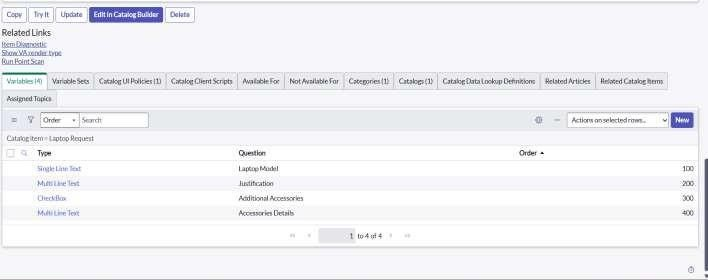 Copy Try It Update Edit in Catalog Builder Delete
Related Links
Item Diagnostic
Show VA render type
Run Point Scan
Variables (4) Variable Sets Catalog UI Policies (1) Catalog Client Scripts Available For Not Available For Categories (1) Catalogs (1) Catalog Data Lookup Definitions Related Articles Related Catalog Items
Assigned Topics
Order Search Actions on selected rows... New
Catalog item = Laptop Request
Type Question Order
Single Line Text Laptop Model 100
Multi Line Text Justification 200
CheckBox Additional Accessories 300
Multi Line Text Accessories Details 400
1 to 4 of 4